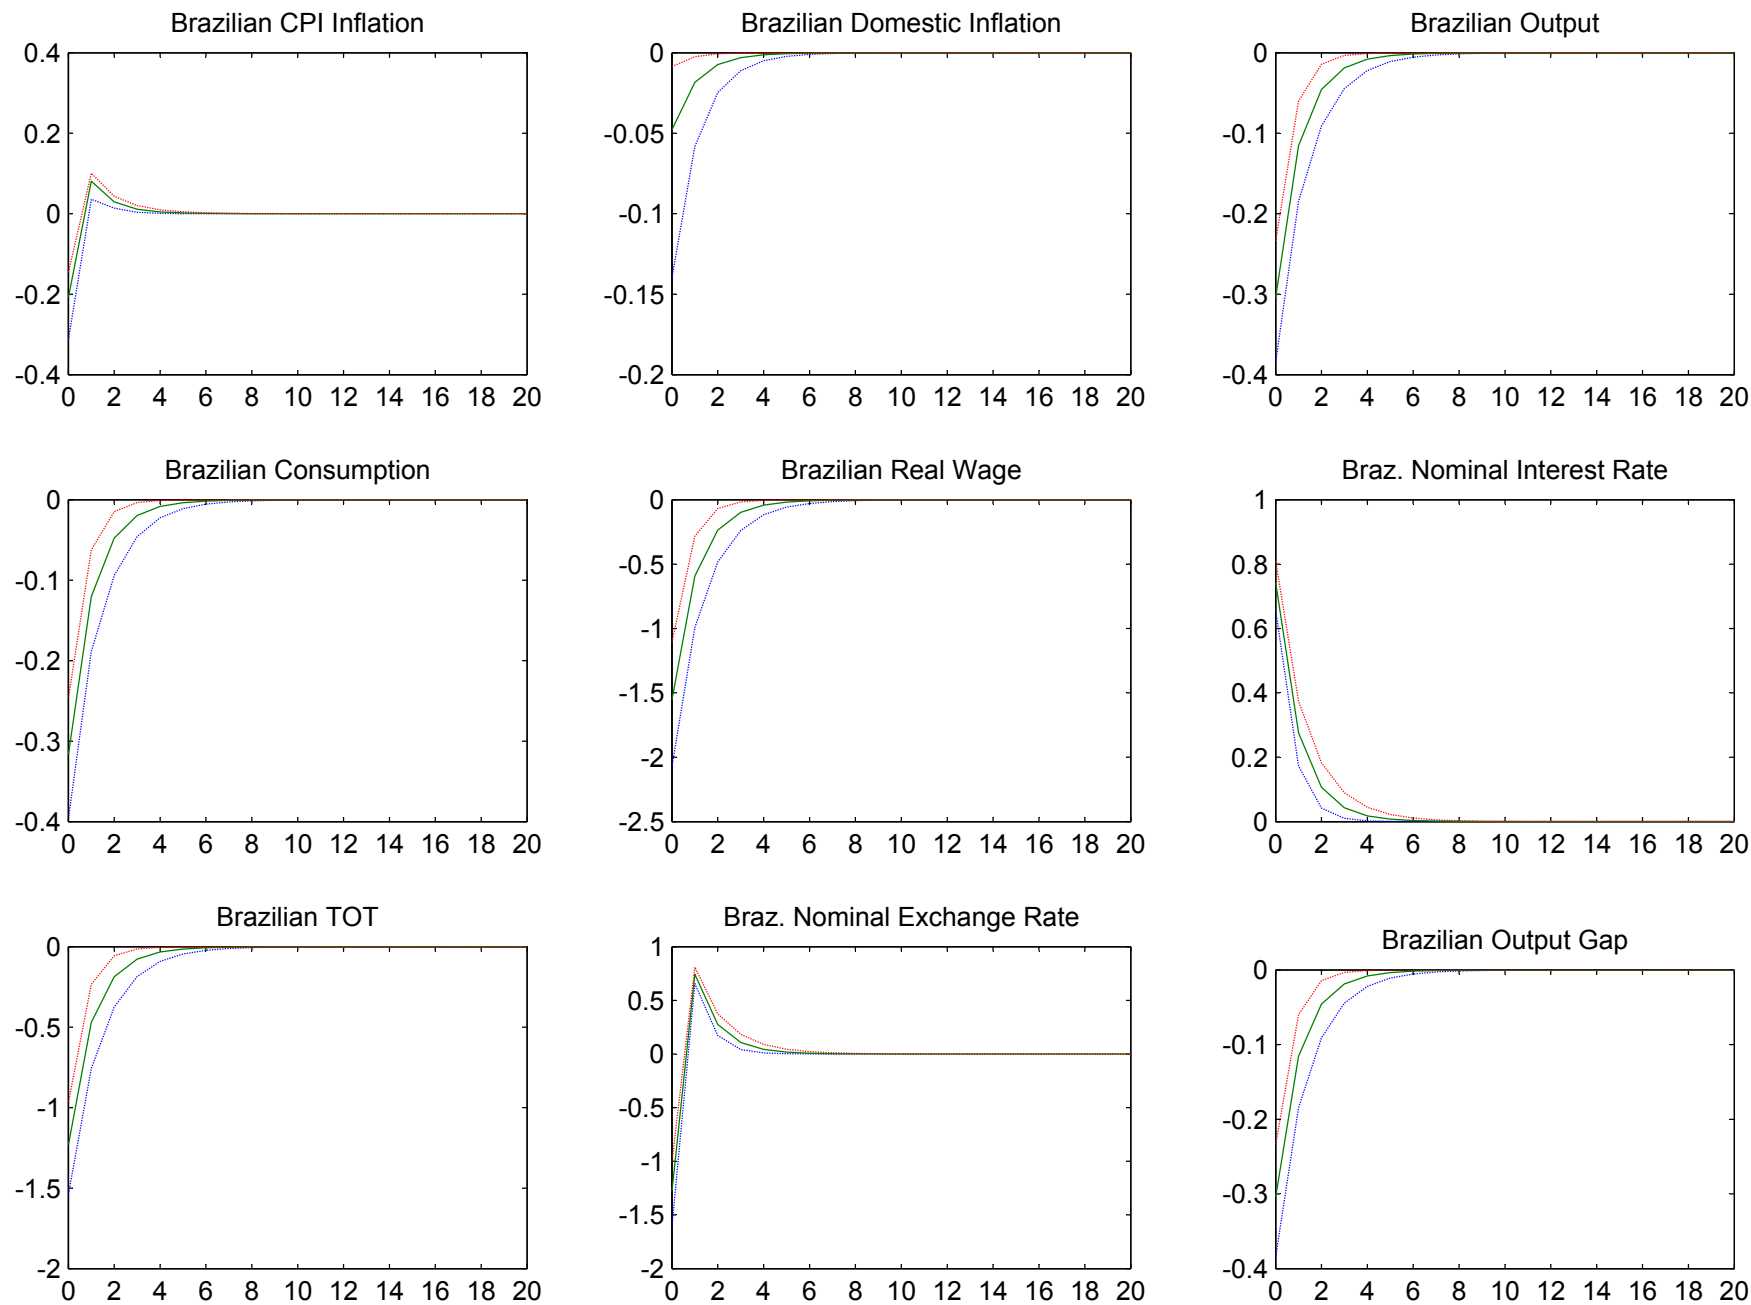 Brazilian CPI Inflation
0.4
0.2
0
-0.2
-0.4
0 2 4 6 8 10 12 14 16 18 20
Brazilian Domestic Inflation
0
-0.05
-0.1
-0.15
-0.2
0 2 4 6 8 10 12 14 16 18 20
Brazilian Output
0
-0.1
-0.2
-0.3
-0.4
0 2 4 6 8 10 12 14 16 18 20
Brazilian Consumption
0
-0.1
-0.2
-0.3
-0.4
0 2 4 6 8 10 12 14 16 18 20
Brazilian Real Wage
0
-0.5
-1
-1.5
-2
-2.5
0 2 4 6 8 10 12 14 16 18 20
Braz. Nominal Interest Rate
1
0.8
0.6
0.4
0.2
0
0 2 4 6 8 10 12 14 16 18 20
Brazilian TOT
0
-0.5
-1
-1.5
-2
0 2 4 6 8 10 12 14 16 18 20
Braz. Nominal Exchange Rate
1
0.5
0
-0.5
-1
-1.5
-2
0 2 4 6 8 10 12 14 16 18 20
Brazilian Output Gap
0
-0.1
-0.2
-0.3
-0.4
0 2 4 6 8 10 12 14 16 18 20